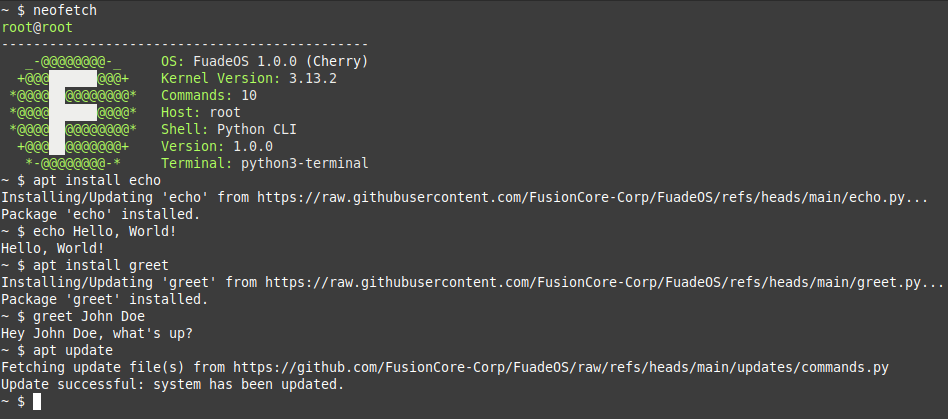 ~ $ neofetch
root@root
----------------------------------------------
   _-@@@@@@@@-_     OS: FuadeOS 1.0.0 (Cherry)
  +@@@      @@@+    Kernel Version: 3.13.2
 *@@@@  @@@@@@@@*   Commands: 10
 *@@@@      @@@@*   Host: root
 *@@@@  @@@@@@@@*   Shell: Python CLI
  +@@@  @@@@@@@+    Version: 1.0.0
   *-@@@@@@@@-*     Terminal: python3-terminal
~ $ apt install echo
Installing/Updating 'echo' from https://raw.githubusercontent.com/FusionCore-Corp/FuadeOS/refs/heads/main/echo.py...
Package 'echo' installed.
~ $ echo Hello, World!
Hello, World!
~ $ apt install greet
Installing/Updating 'greet' from https://raw.githubusercontent.com/FusionCore-Corp/FuadeOS/refs/heads/main/greet.py...
Package 'greet' installed.
~ $ greet John Doe
Hey John Doe, what's up?
~ $ apt update
Fetching update file(s) from https://github.com/FusionCore-Corp/FuadeOS/raw/refs/heads/main/updates/commands.py
Update successful: system has been updated.
~ $